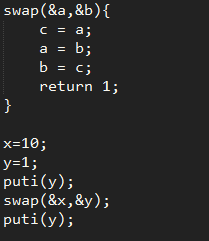 swap(&a,&b){
    c = a;
    a = b;
    b = c;
    return 1;
}

x=10;
y=1;
puti(y);
swap(&x,&y);
puti(y);